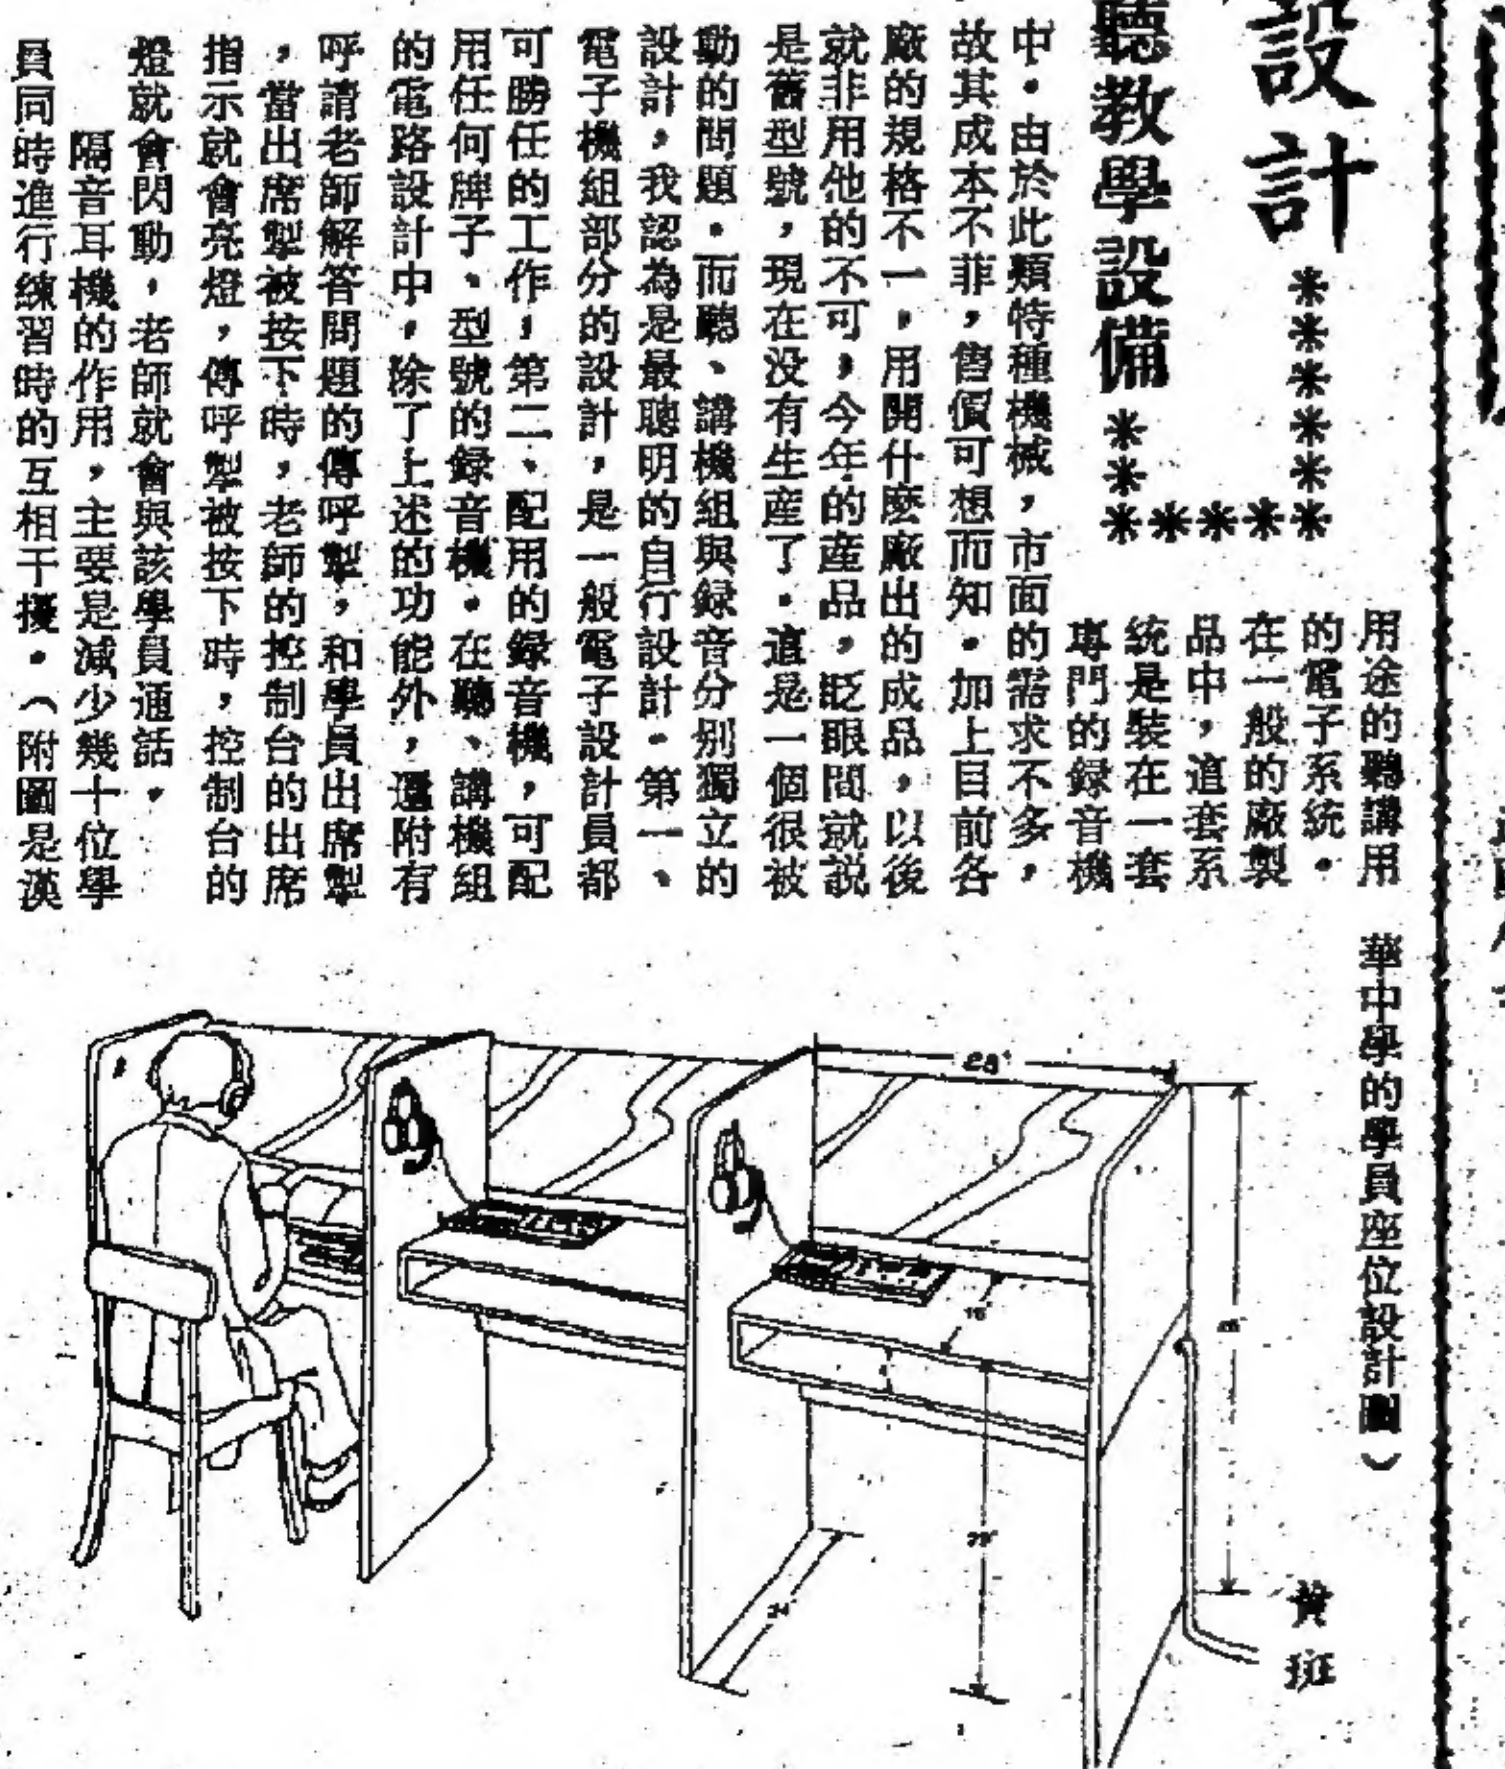 設計
聽教學設備
用途的聽講用
的電子系統。
在一般的廠製
品中，這套系
統是裝在一套
專門的録音機
中。由於此類特種機械，市面的需求不多，
故其成本不菲，售價可想而知。加上目前各
廠的規格不一，用開什麼廠出的成品，以後
就非用他的不可，今年的産品，眨眼間就説
是舊型號，現在没有生産了。這是一個很被
動的問題。而聽、講機組與録音分别獨立的
設計，我認為是最聰明的自行設計。第一、
電子機組部分的設計，是一般電子設計員都
可勝任的工作，第二、配用的録音機，可配
用任何牌子、型號的録音機。在聽、講機組
的電路設計中，除了上述的功能外，還附有
呼請老師解答問題的傳呼掣，和學員出席掣
，當出席掣被按下時，老師的控制台的出席
指示就會亮燈，傳呼掣被按下時，控制台的
燈就會閃動，老師就會與該學員通話。
隔音耳機的作用，主要是減少幾十位學
員同時進行練習時的互相干擾。（附圖是漢
華中學的學員座位設計圖）
黃斑